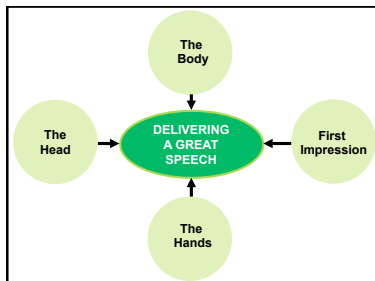 The
Body
The
Head
DELIVERING
A GREAT
SPEECH
First
Impression
The
Hands